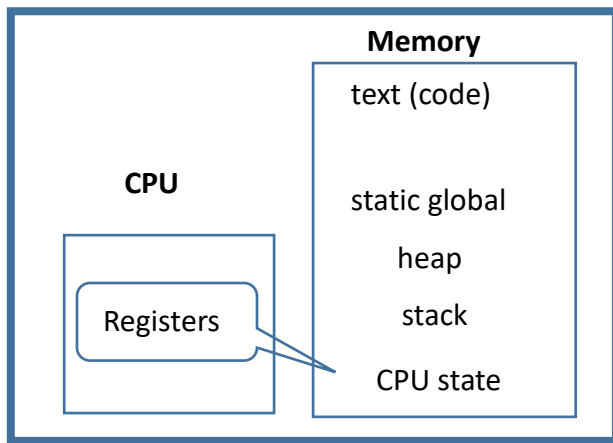 Memory
text (code)
CPU
static global
heap
Registers
stack
CPU state